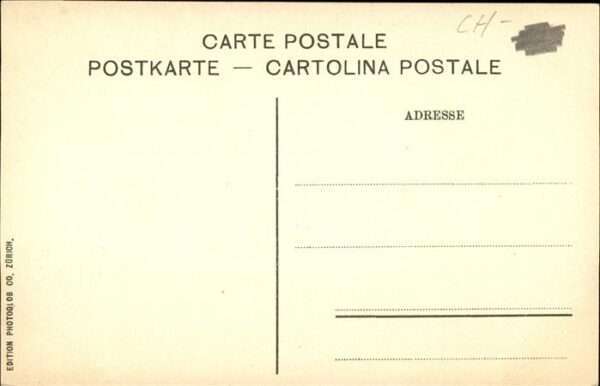 CH-
CARTE POSTALE
POSTKARTE — CARTOLINA POSTALE
ADRESSE
EDITION PHOTOGLOB CO, ZÜRICH,